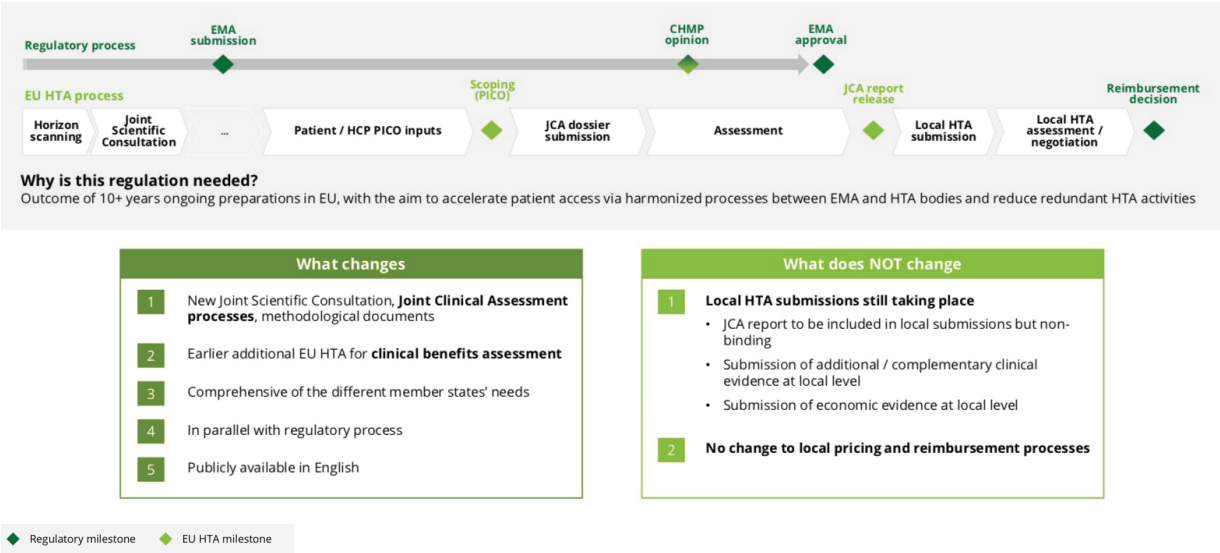 EMA
submission
CHMP
opinion
EMA
approval
Regulatory process
EU HTA process
Scoping
(PICO)
JCA report
release
Reimbursement
decision
Horizon
scanning
Joint
Scientific
Consultation
...
Patient / HCP PICO inputs
JCA dossier
submission
Assessment
Local HTA
submission
Local HTA
assessment /
negotiation
Why is this regulation needed?
Outcome of 10+ years ongoing preparations in EU, with the aim to accelerate patient access via harmonized processes between EMA and HTA bodies and reduce redundant HTA activities
What changes
1 New Joint Scientific Consultation, Joint Clinical Assessment
processes, methodological documents
2 Earlier additional EU HTA for clinical benefits assessment
3 Comprehensive of the different member states' needs
4 In parallel with regulatory process
5 Publicly available in English
What does NOT change
1 Local HTA submissions still taking place
• JCA report to be included in local submissions but non-
binding
• Submission of additional / complementary clinical
evidence at local level
• Submission of economic evidence at local level
2 No change to local pricing and reimbursement processes
Regulatory milestone
EU HTA milestone